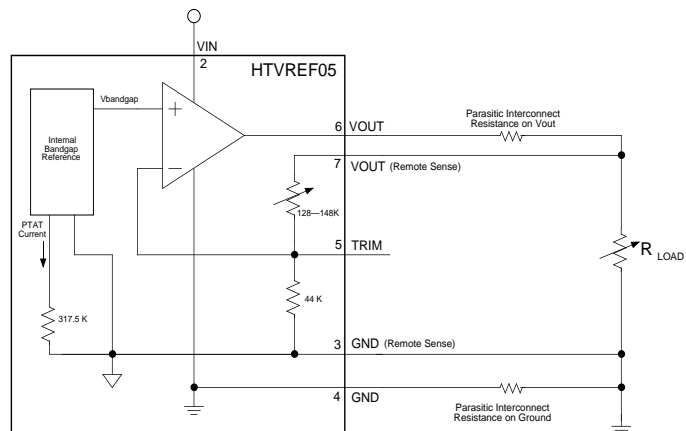 VIN
2
HTVREF05
Vbandgap
+
Internal
Bandgap
Reference
−
6 VOUT
Parasitic Interconnect
Resistance on Vout
7 VOUT (Remote Sense)
128—148K
PTAT
Current
5 TRIM
R LOAD
44 K
317.5 K
3 GND (Remote Sense)
4 GND
Parasitic Interconnect
Resistance on Ground